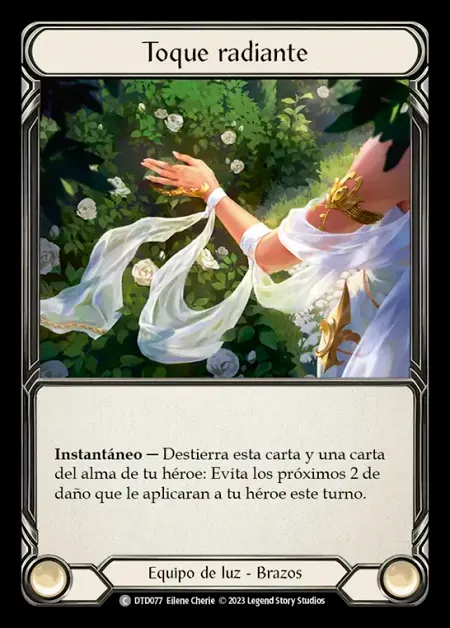 Toque radiante
Instantáneo — Destierra esta carta y una carta
del alma de tu héroe: Evita los próximos 2 de
daño que le aplicaran a tu héroe este turno.
Equipo de luz - Brazos
C DTD077 Eilene Cherie © 2023 Legend Story Studios